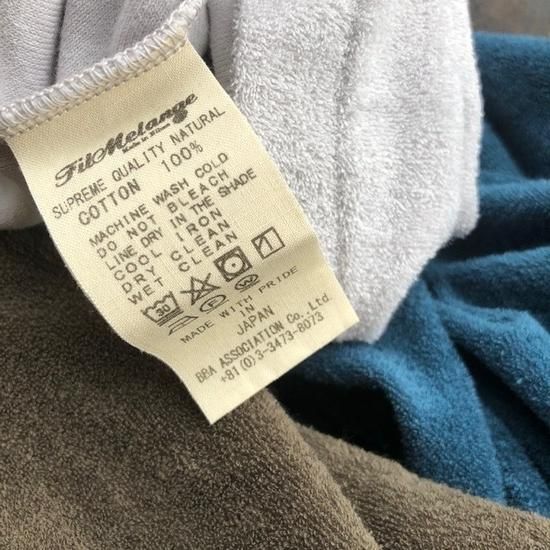 FilMelange
SUPREME QUALITY NATURAL
COTTON 100%
MACHINE WASH COLD
DO NOT BLEACH
LINE DRY IN THE SHADE
COOL IRON
DRY CLEAN
WET CLEAN
30
P W
MADE WITH PRIDE
IN
JAPAN
BBA ASSOCIATION Co., Ltd.
+81(0)3-3473-8073